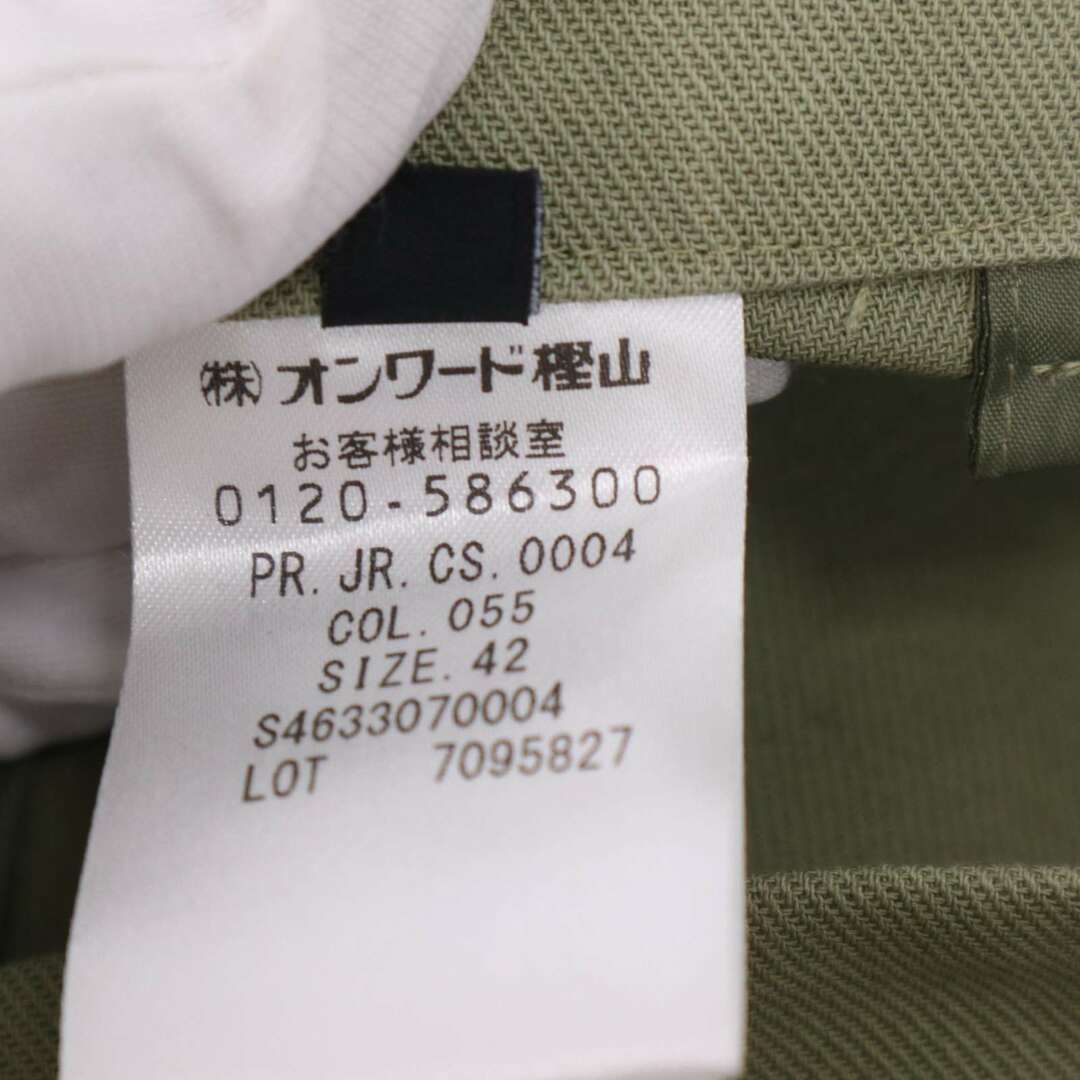 ㈱オンワード樫山
お客様相談室
0120-586300
PR. JR. CS. 0004
COL. 055
SIZE. 42
S4633070004
LOT 7095827